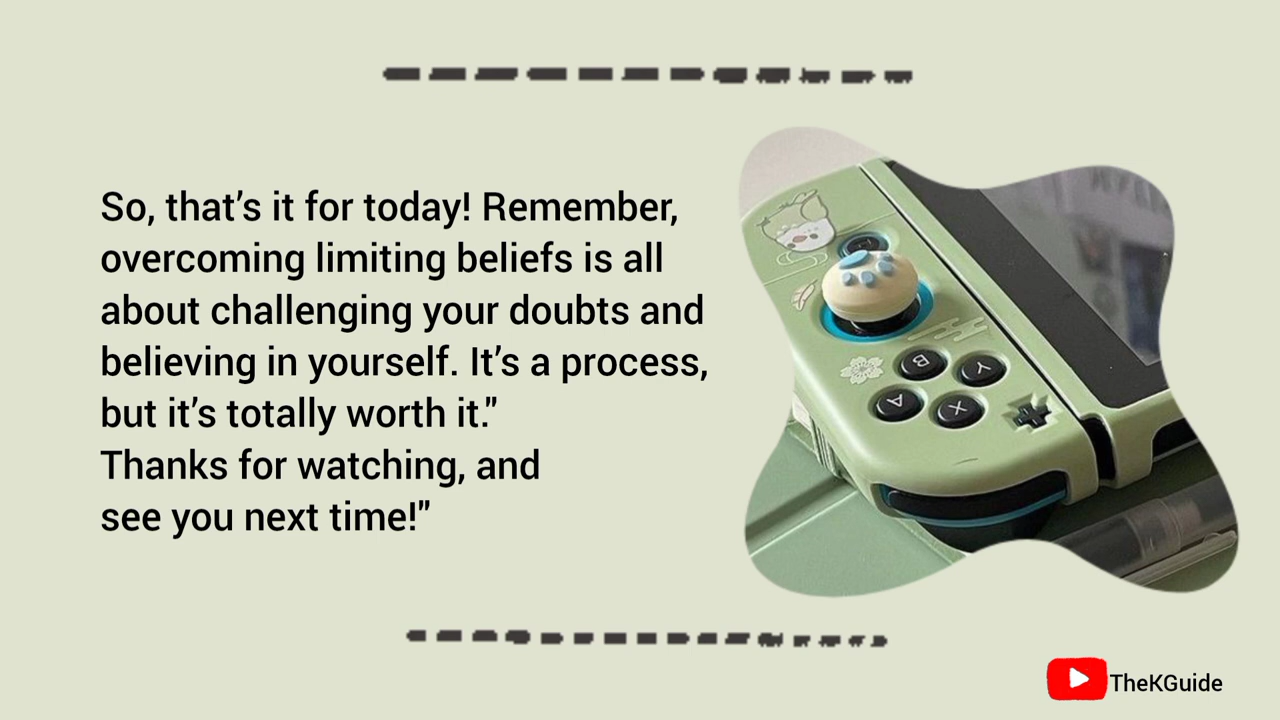 So, that's it for today! Remember,
overcoming limiting beliefs is all
about challenging your doubts and
believing in yourself. It's a process,
but it's totally worth it."
Thanks for watching, and
see you next time!"
B
Y
A
X
TheKGuide